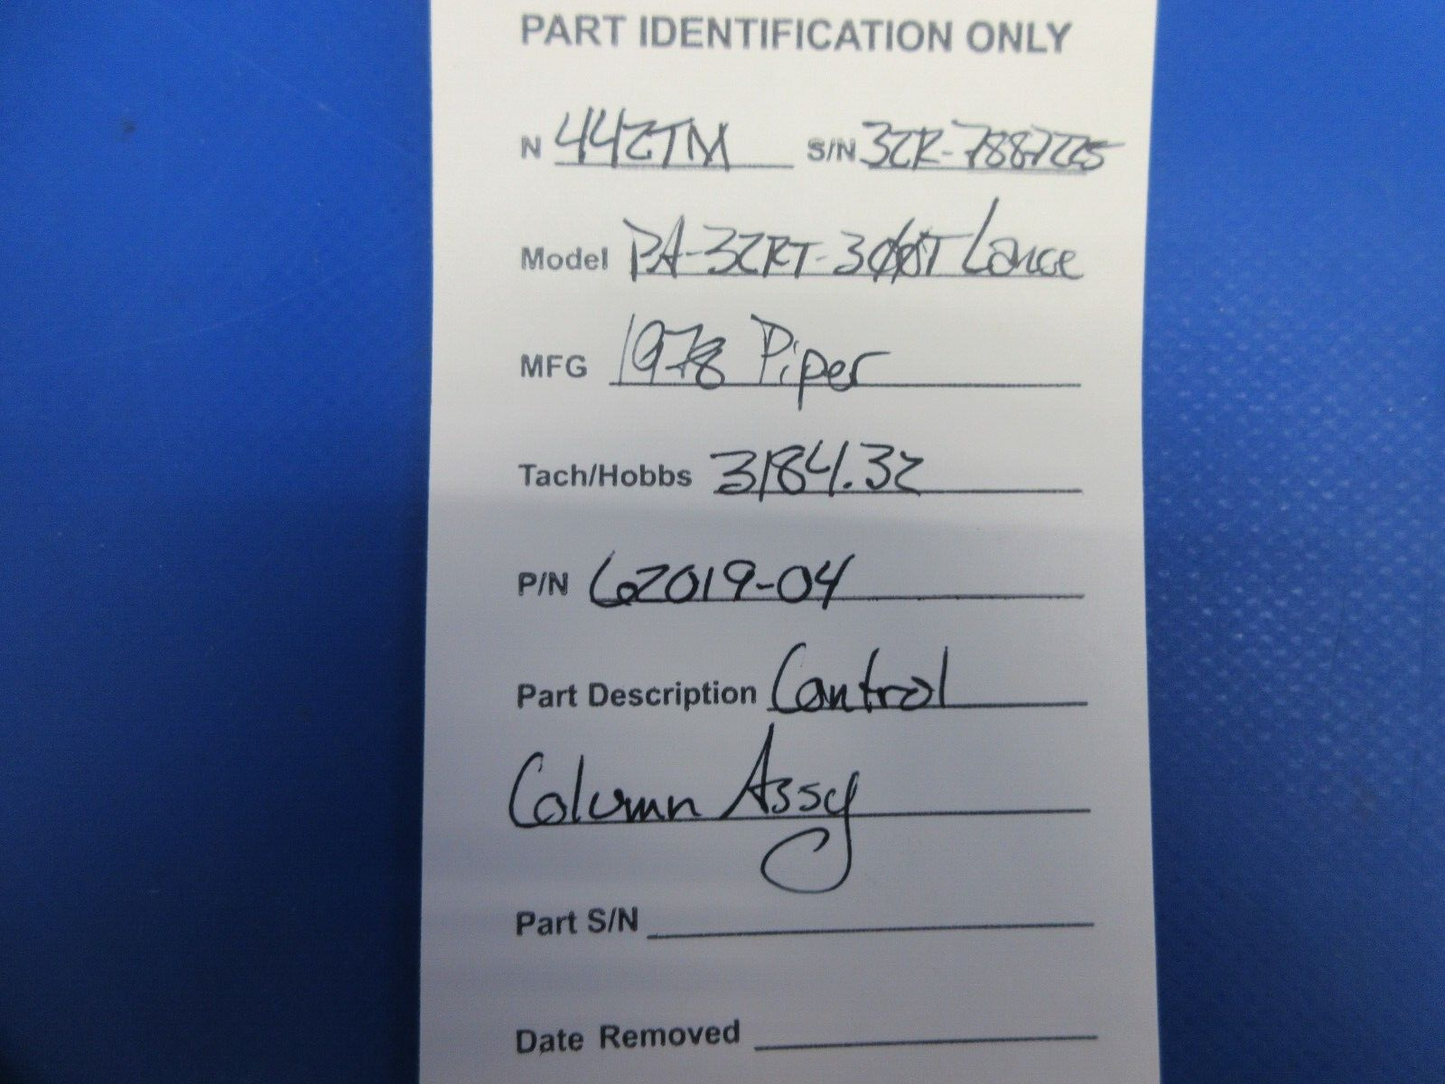 PART IDENTIFICATION ONLY
N 442TM S/N 32R-7887225
Model PA-32RT-300T Lance
MFG 1978 Piper
Tach/Hobbs 3184.32
P/N 62019-04
Part Description Control
Column Assy
Part S/N
Date Removed